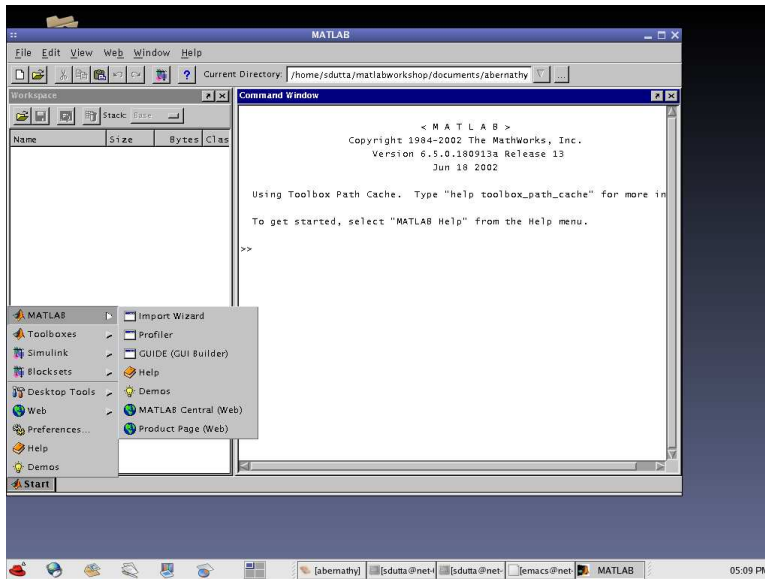 MATLAB
File Edit View Web Window Help
Current Directory: /home/sdutta/matlabworkshop/documents/abernathy ...
Workspace
Command Window
Stack: Base
Name Size Bytes Clas
< M A T L A B >
Copyright 1984-2002 The MathWorks, Inc.
Version 6.5.0.180913a Release 13
Jun 18 2002
Using Toolbox Path Cache. Type "help toolbox_path_cache" for more in
To get started, select "MATLAB Help" from the Help menu.
>>
MATLAB
Toolboxes
Simulink
Blocksets
Desktop Tools
Web
Preferences...
Help
Demos
Import Wizard
Profiler
GUIDE (GUI Builder)
Help
Demos
MATLAB Central (Web)
Product Page (Web)
Start
[abernathy] [sdutta@net-( [sdutta@net- [emacs@net- MATLAB 05:09 PM